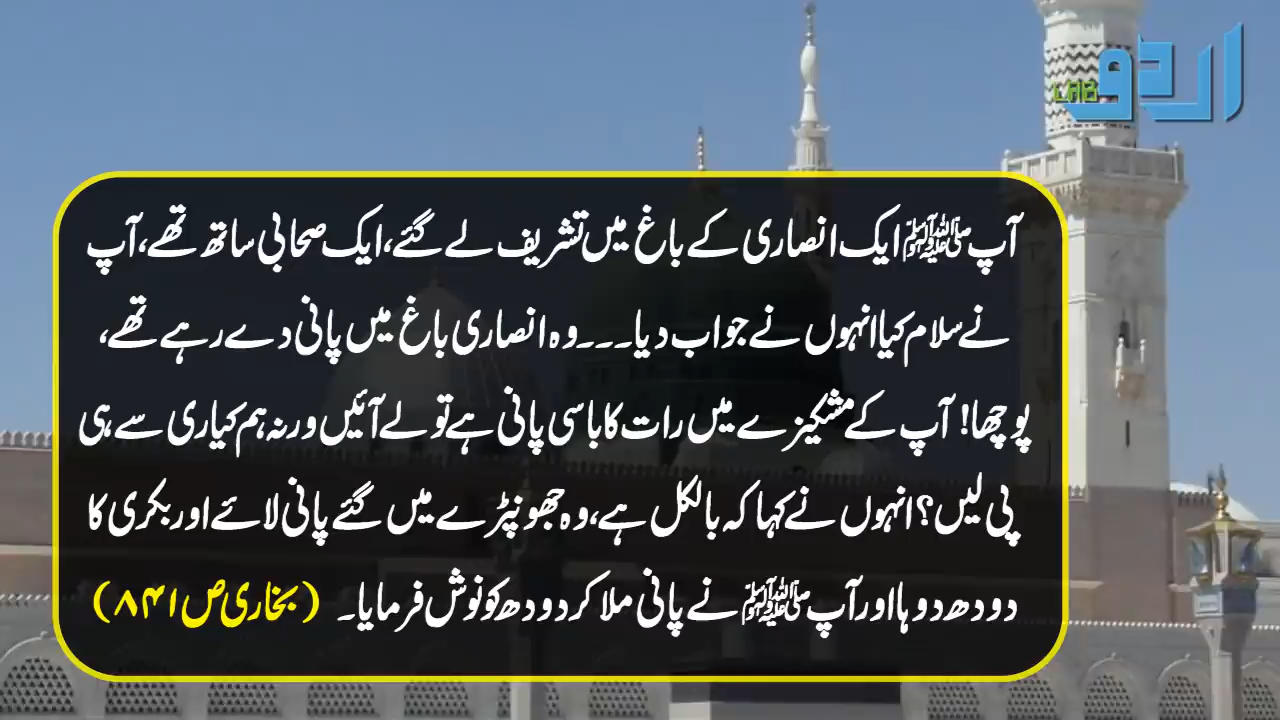 اردو
LAB
آپ ﷺ ایک انصاری کے باغ میں تشریف لے گئے، ایک صحابی ساتھ تھے، آپ
نے سلام کیا انہوں نے جواب دیا۔۔۔ وہ انصاری باغ میں پانی دے رہے تھے،
پوچھا! آپ کے مشکیزے میں رات کا باسی پانی ہے تو لے آئیں ورنہ ہم کیاری سے ہی
پی لیں؟ انہوں نے کہا کہ بالکل ہے، وہ جھونپڑے میں گئے پانی لائے اور بکری کا
دودھ دوہا اور آپ ﷺ نے پانی ملا کر دودھ کو نوش فرمایا۔ (بخاری ص ۸۴۱)